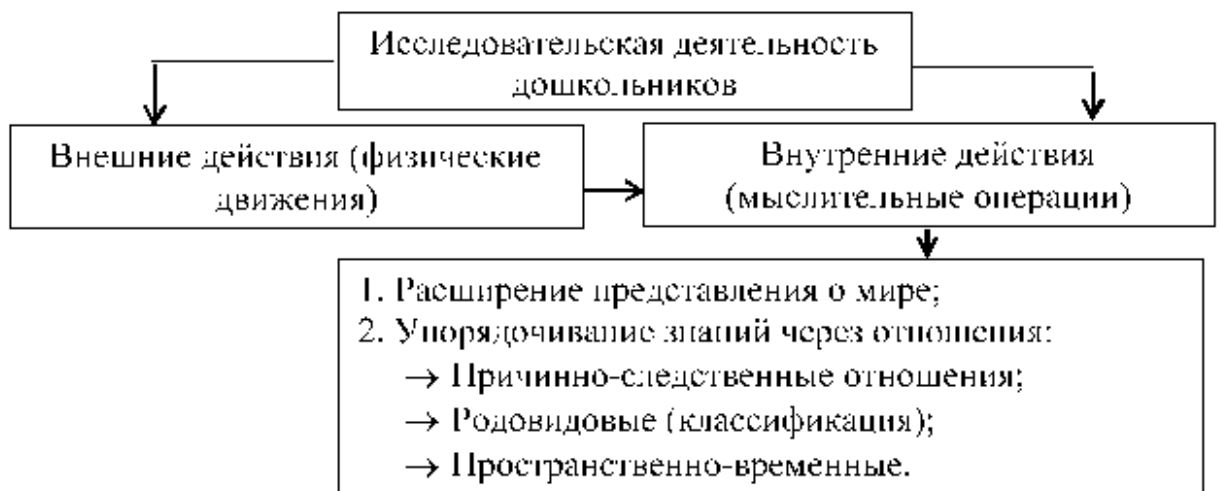 Исследовательская деятельность
дошкольников
Внешние действия (физические
движения)
Внутренние действия
(мыслительные операции)
1. Расширение представления о мире;
2. Упорядочивание знаний через отношения:
→ Причинно-следственные отношения;
→ Родовидовые (классификация);
→ Пространственно-временные.